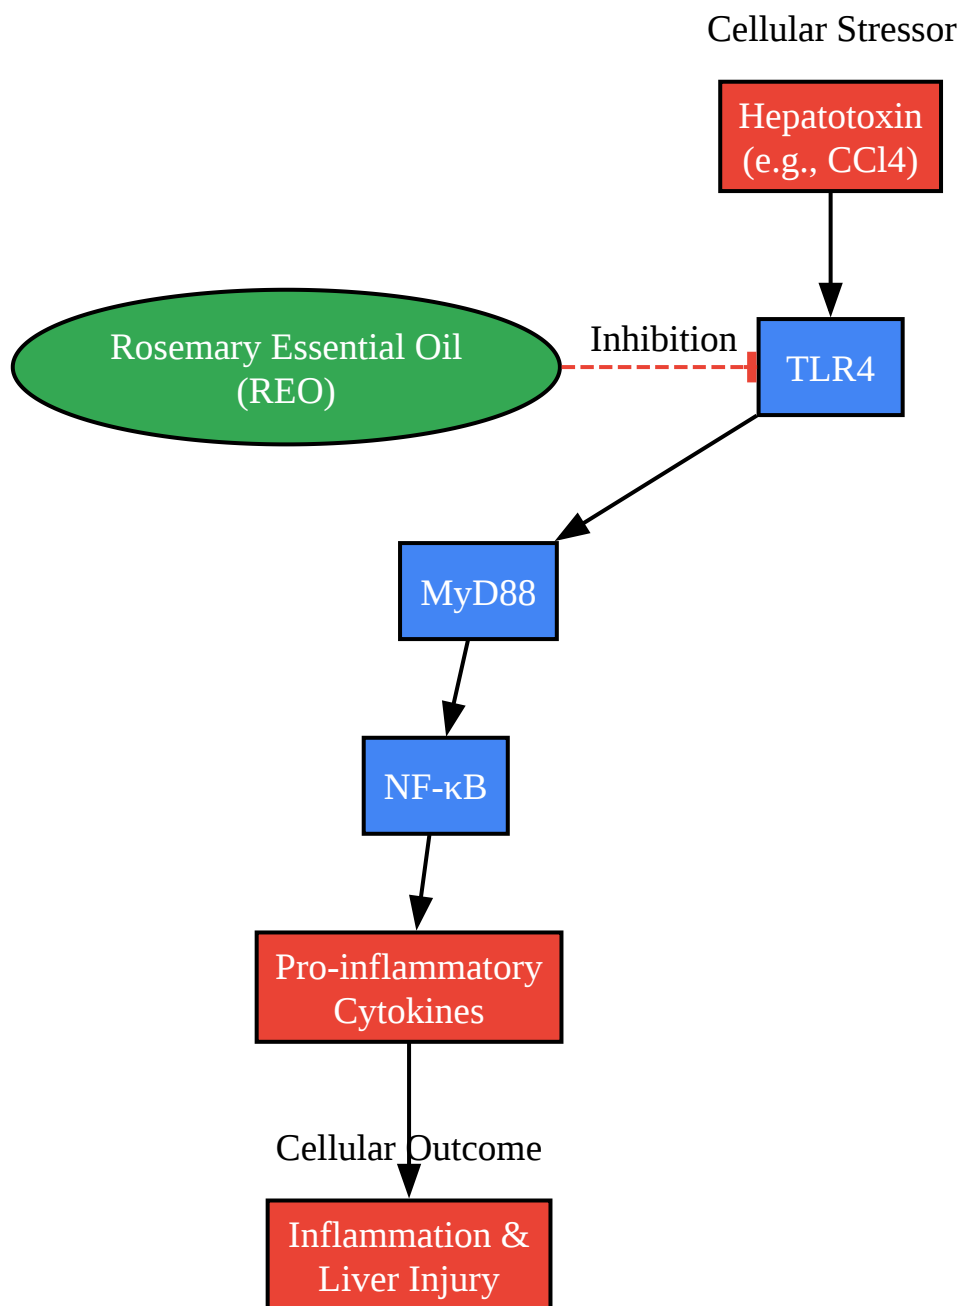 Cellular Stressor
Hepatotoxin
(e.g., CCl4)
Rosemary Essential Oil
(REO)
Inhibition
TLR4
MyD88
NF-κB
Pro-inflammatory
Cytokines
Cellular Outcome
Inflammation &
Liver Injury